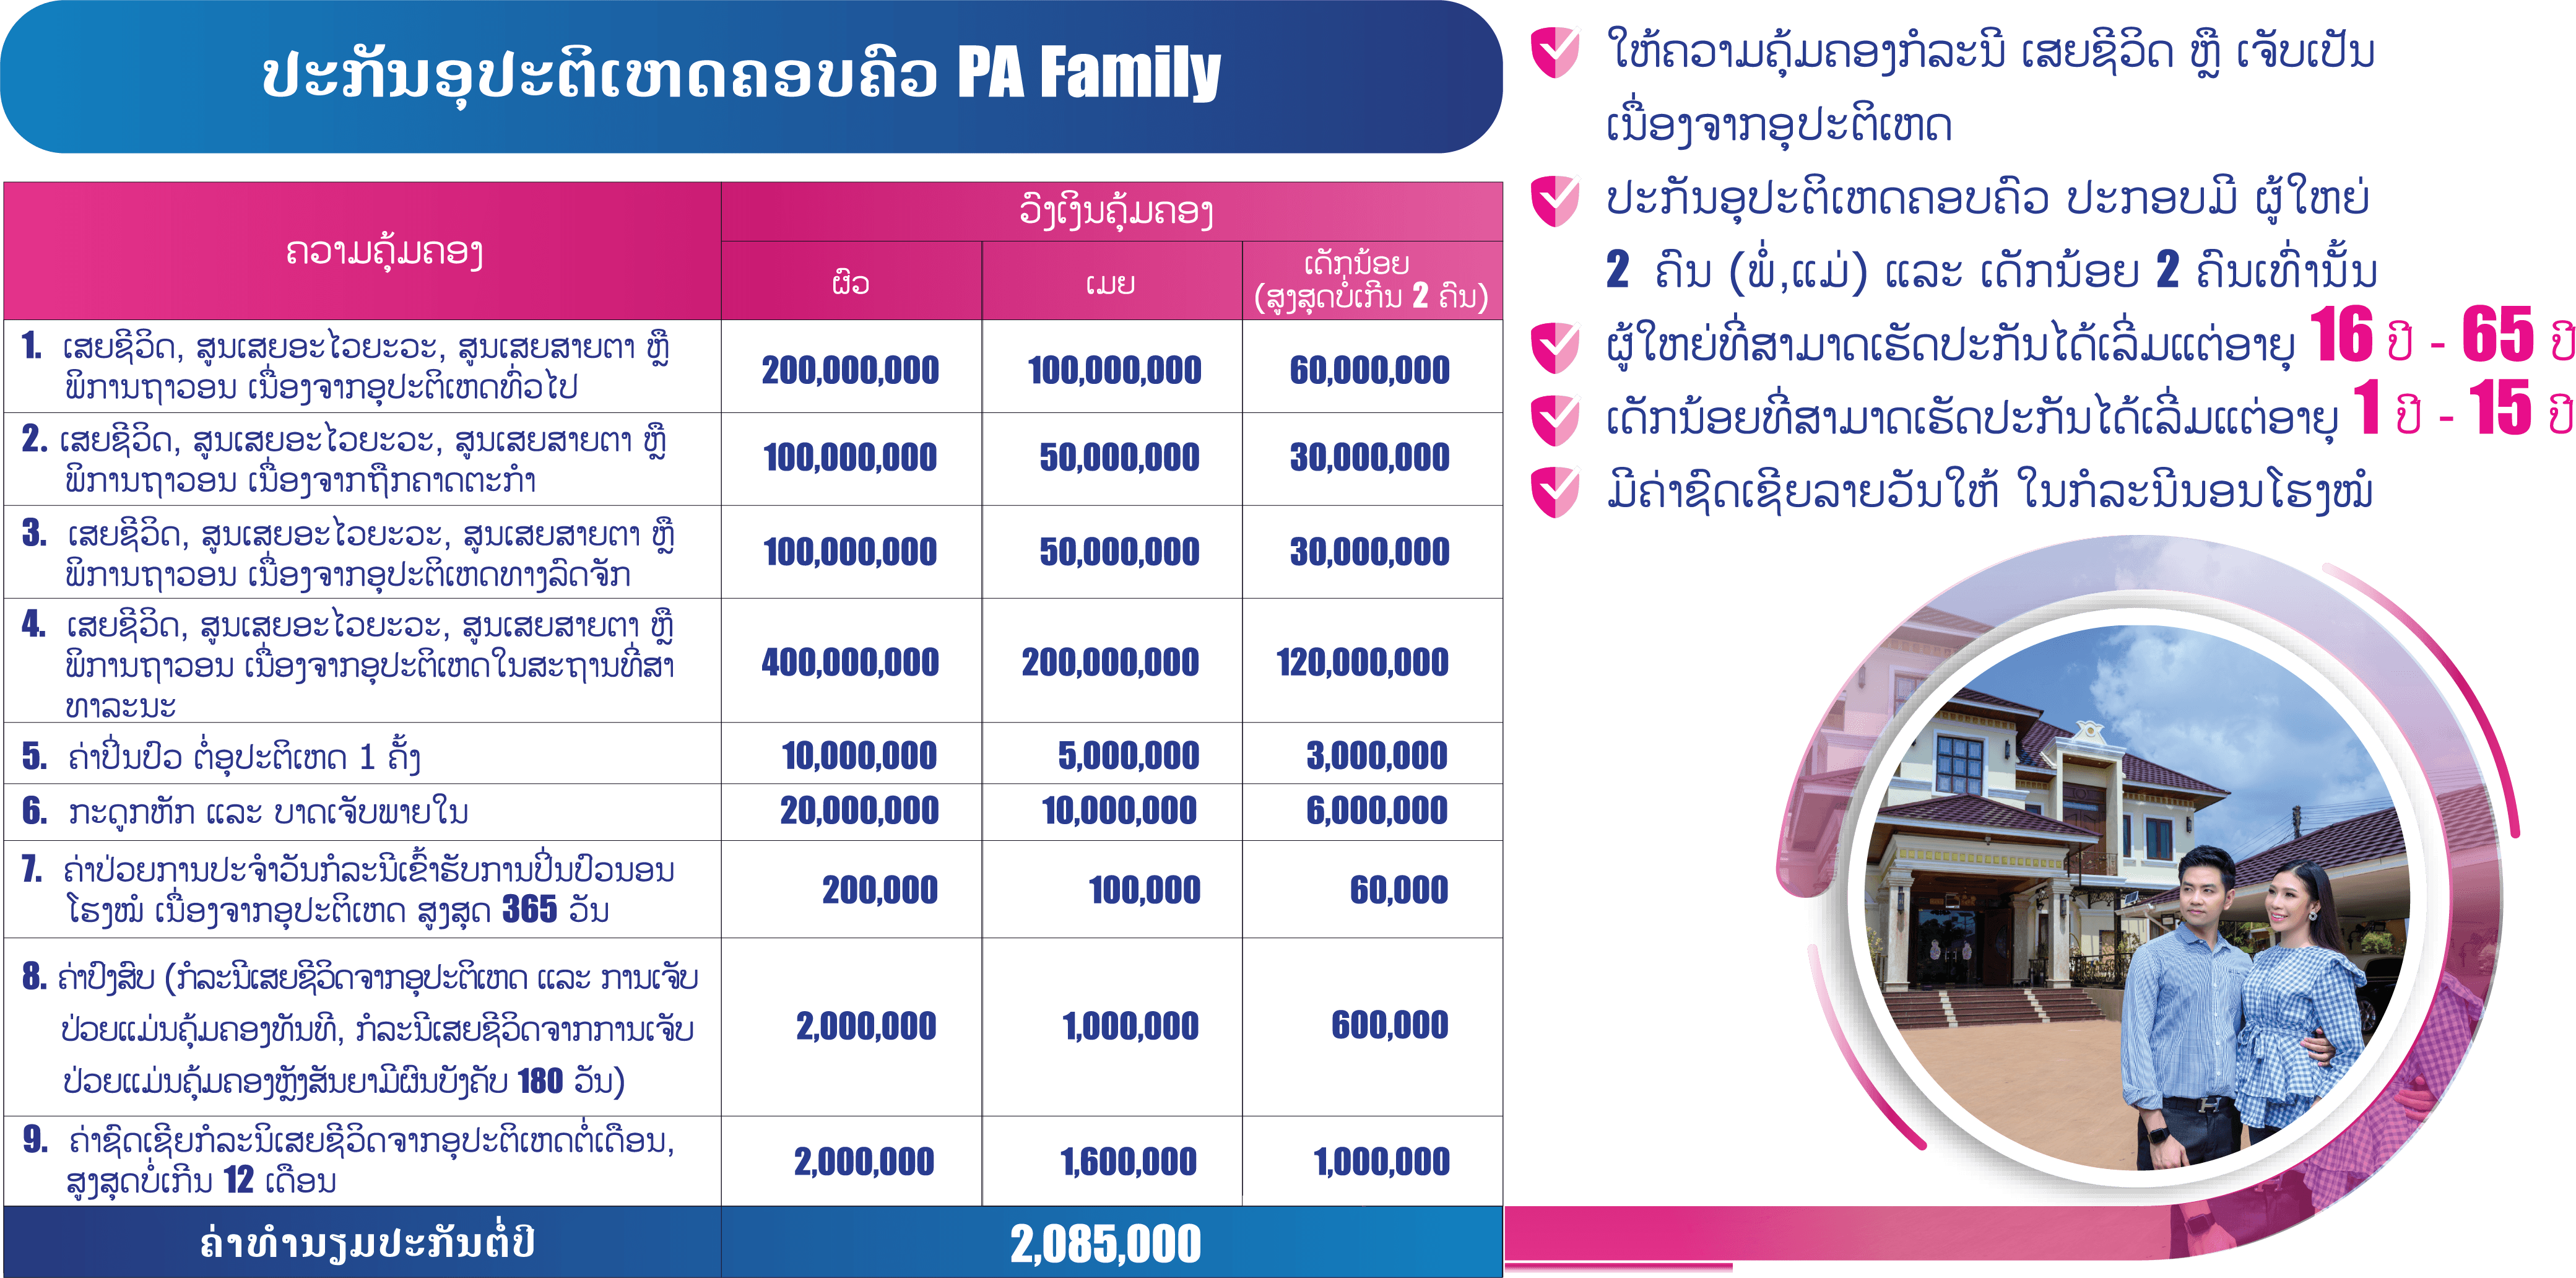 ປະກັນອຸປະຕິເຫດຄອບຄົວ PA Family
ຄວາມຄຸ້ມຄອງ
ວົງເງິນຄຸ້ມຄອງ
ຜົວ
ເມຍ
ເດັກນ້ອຍ
(ສູງສຸດບໍ່ເກີນ 2 ຄົນ)
1. ເສຍຊີວິດ, ສູນເສຍອະໄວຍະວະ, ສູນເສຍສາຍຕາ ຫຼື
ພິການຖາວອນ ເນື່ອງຈາກອຸປະຕິເຫດທົ່ວໄປ
200,000,000
100,000,000
60,000,000
2. ເສຍຊີວິດ, ສູນເສຍອະໄວຍະວະ, ສູນເສຍສາຍຕາ ຫຼື
ພິການຖາວອນ ເນື່ອງຈາກຖືກຄາດຕະກໍາ
100,000,000
50,000,000
30,000,000
3. ເສຍຊີວິດ, ສູນເສຍອະໄວຍະວະ, ສູນເສຍສາຍຕາ ຫຼື
ພິການຖາວອນ ເນື່ອງຈາກອຸປະຕິເຫດທາງລົດຈັກ
100,000,000
50,000,000
30,000,000
4. ເສຍຊີວິດ, ສູນເສຍອະໄວຍະວະ, ສູນເສຍສາຍຕາ ຫຼື
ພິການຖາວອນ ເນື່ອງຈາກອຸປະຕິເຫດໃນສະຖານທີ່ສາ
ທາລະນະ
400,000,000
200,000,000
120,000,000
5. ຄ່າປິ່ນປົວ ຕໍ່ອຸປະຕິເຫດ 1 ຄັ້ງ
10,000,000
5,000,000
3,000,000
6. ກະດູກຫັກ ແລະ ບາດເຈັບພາຍໃນ
20,000,000
10,000,000
6,000,000
7. ຄ່າປ່ວຍການປະຈໍາວັນກໍລະນີເຂົ້າຮັບການປິ່ນປົວນອນ
ໂຮງໝໍ ເນື່ອງຈາກອຸປະຕິເຫດ ສູງສຸດ 365 ວັນ
200,000
100,000
60,000
8. ຄ່າປົງສົບ (ກໍລະນີເສຍຊີວິດຈາກອຸປະຕິເຫດ ແລະ ການເຈັບ
ປ່ວຍແມ່ນຄຸ້ມຄອງທັນທີ, ກໍລະນີເສຍຊີວິດຈາກການເຈັບ
ປ່ວຍແມ່ນຄຸ້ມຄອງຫຼັງສັນຍາມີຜົນບັງຄັບ 180 ວັນ)
2,000,000
1,000,000
600,000
9. ຄ່າຊົດເຊີຍກໍລະນີເສຍຊີວິດຈາກອຸປະຕິເຫດຕໍ່ເດືອນ,
ສູງສຸດບໍ່ເກີນ 12 ເດືອນ
2,000,000
1,600,000
1,000,000
ຄ່າທໍານຽມປະກັນຕໍ່ປີ
2,085,000
ໃຫ້ຄວາມຄຸ້ມຄອງກໍລະນີ ເສຍຊີວິດ ຫຼື ເຈັບເປັນ
ເນື່ອງຈາກອຸປະຕິເຫດ
ປະກັນອຸປະຕິເຫດຄອບຄົວ ປະກອບມີ ຜູ້ໃຫຍ່
2 ຄົນ (ພໍ່,ແມ່) ແລະ ເດັກນ້ອຍ 2 ຄົນເທົ່ານັ້ນ
ຜູ້ໃຫຍ່ທີ່ສາມາດເຮັດປະກັນໄດ້ເລີ່ມແຕ່ອາຍຸ 16 ປີ - 65 ປີ
ເດັກນ້ອຍທີ່ສາມາດເຮັດປະກັນໄດ້ເລີ່ມແຕ່ອາຍຸ 1 ປີ - 15 ປີ
ມີຄ່າຊົດເຊີຍລາຍວັນໃຫ້ ໃນກໍລະນີນອນໂຮງໝໍ